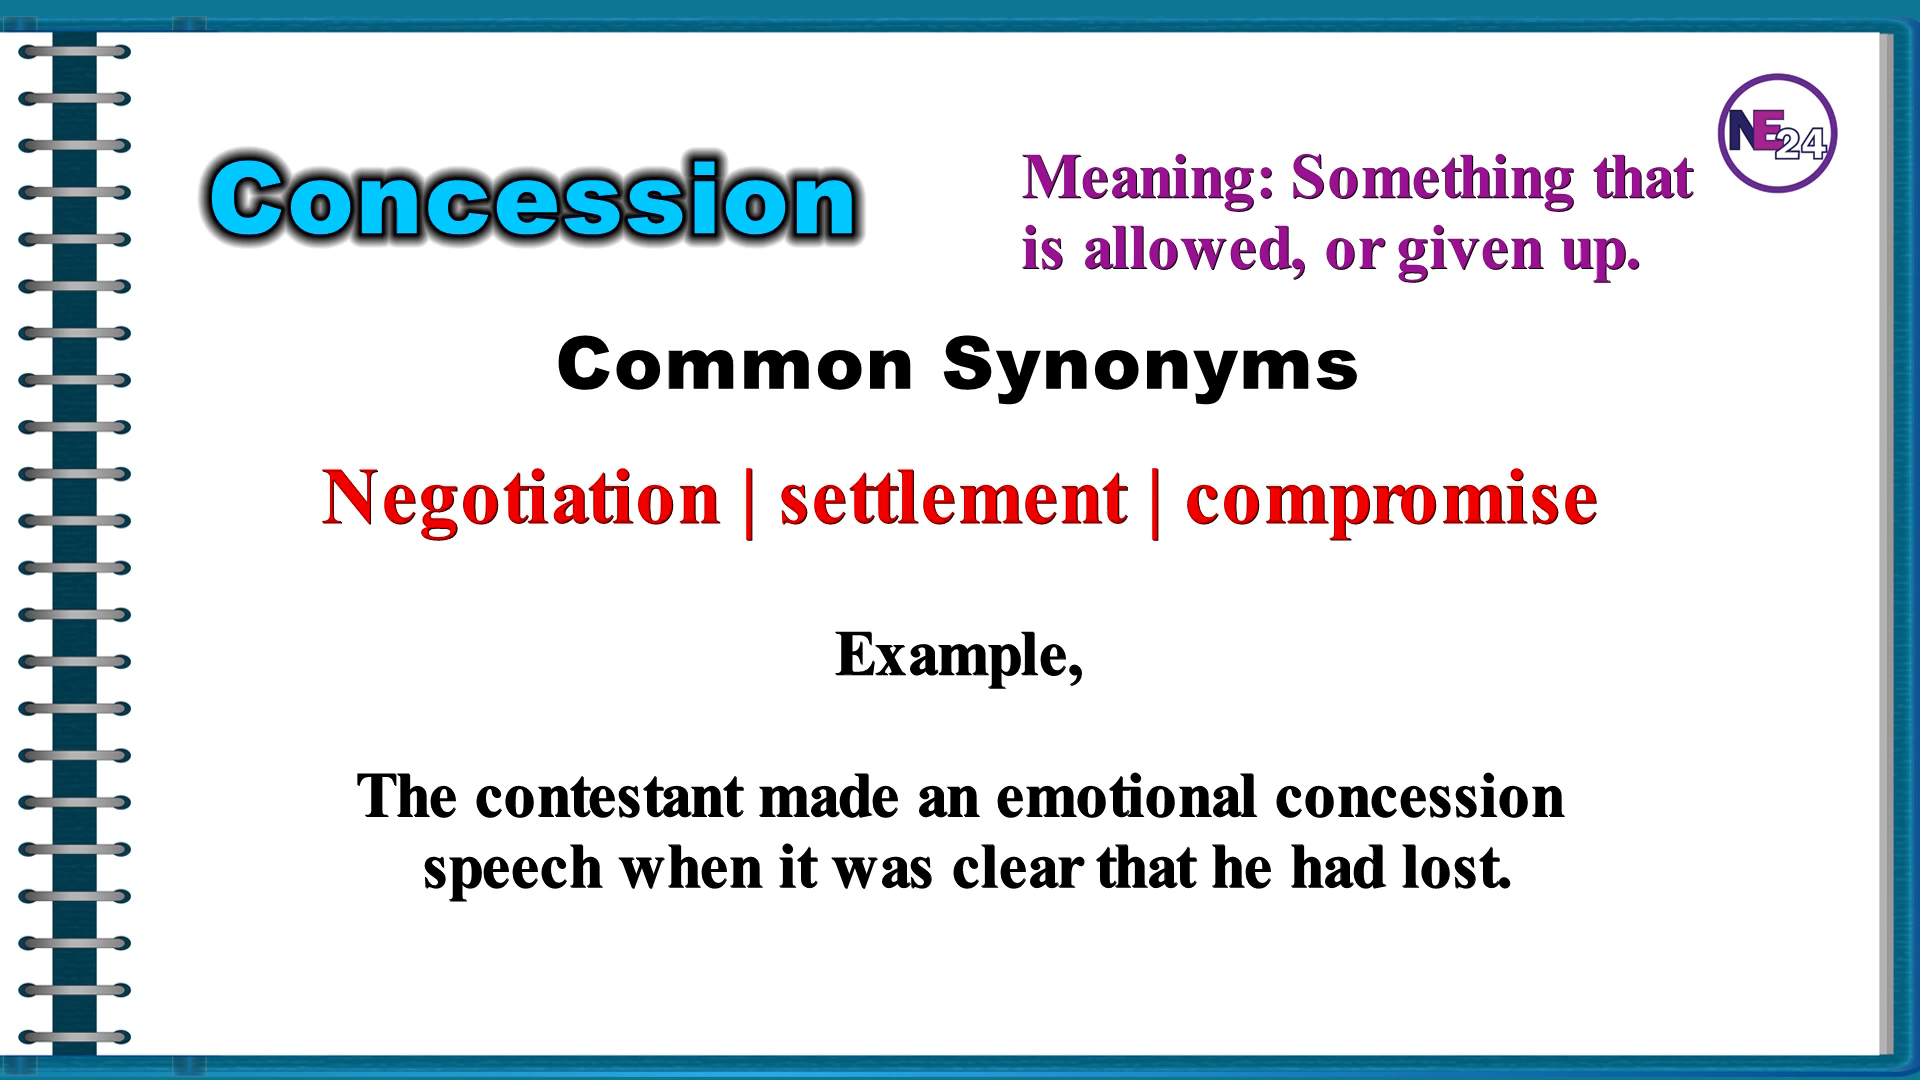 Concession
NE24
Meaning: Something that
is allowed, or given up.
Common Synonyms
Negotiation | settlement | compromise
Example,
The contestant made an emotional concession
speech when it was clear that he had lost.